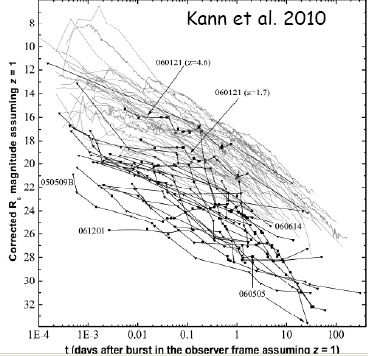 Kann et al. 2010
8
10
12
14
16
18
20
22
24
26
28
30
32
060121 (z=4.6)
060121 (z=1.7)
050509B
061201
060614
060505
Corrected R_c magnitude assuming z = 1
1E-4
1E-3
0.01
0.1
1
10
100
t (days after burst in the observer frame assuming z = 1)